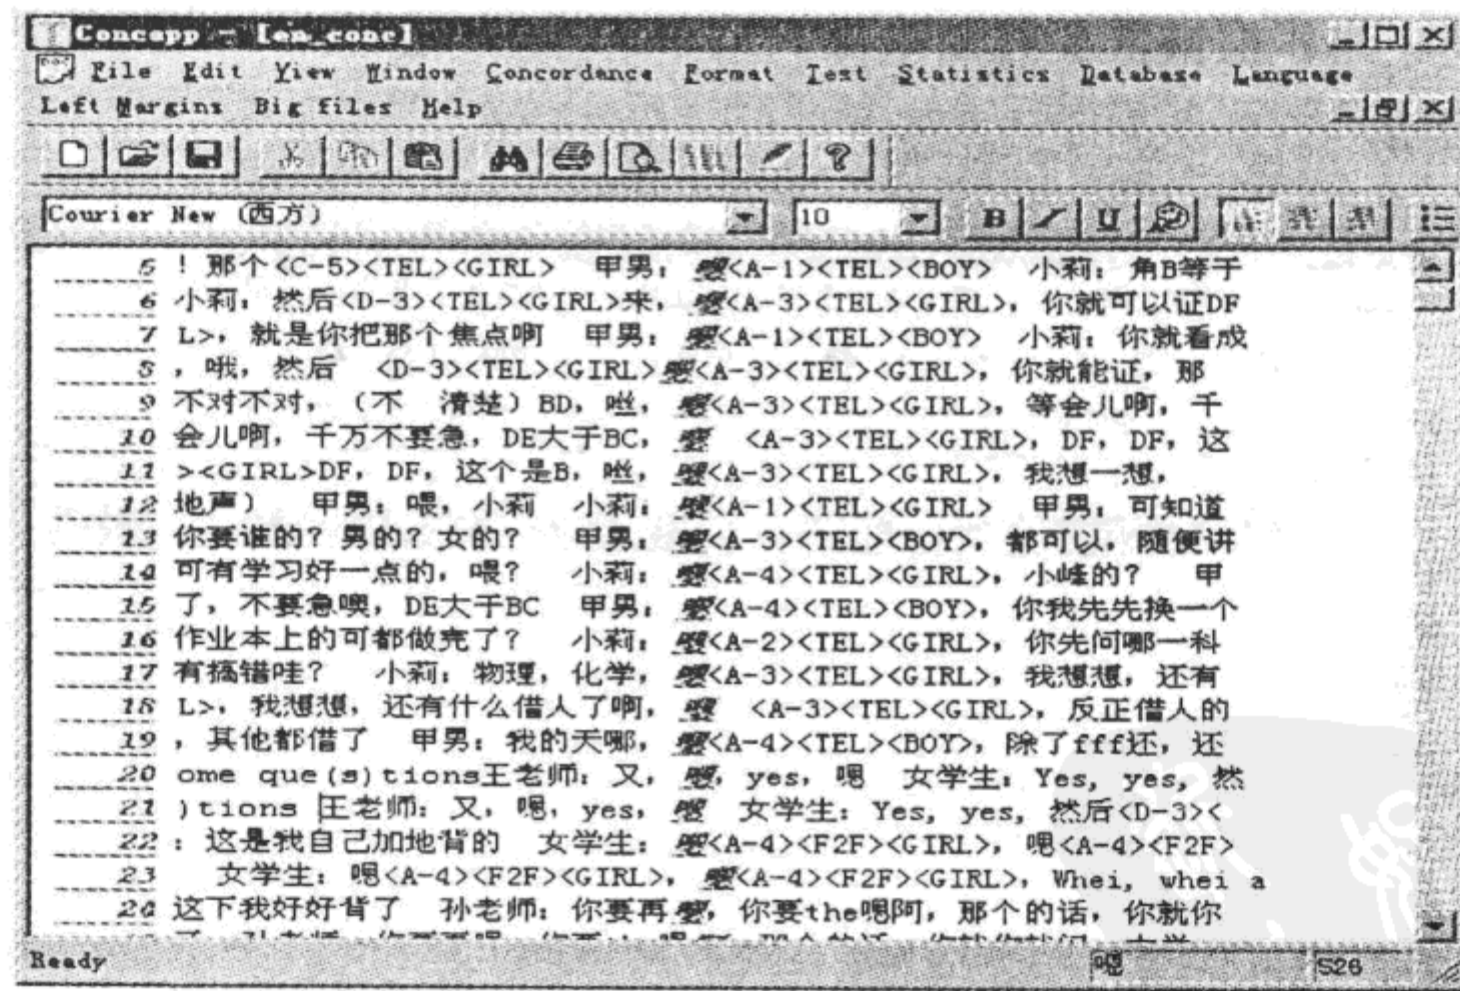 Concapp - [en_conc]
File Edit View Window Concordance Format Text Statistics Database Language
Left Margins Big files Help
Courier New (西方) 10 B I U
5 ! 那个<C-5><TEL><GIRL> 甲男: 嗯<A-1><TEL><BOY> 小莉: 角B等于
6 小莉: 然后<D-3><TEL><GIRL>来, 嗯<A-3><TEL><GIRL>, 你就可以证DF
7 L>, 就是你把那个焦点啊 甲男: 嗯<A-1><TEL><BOY> 小莉: 你就看成
8 , 哦, 然后 <D-3><TEL><GIRL>嗯<A-3><TEL><GIRL>, 你就能证, 那
9 不对不对, (不 清楚) BD, 咝, 嗯<A-3><TEL><GIRL>, 等会儿啊, 千
10 会儿啊, 千万不要急, DE大于BC, 嗯 <A-3><TEL><GIRL>, DF, DF, 这
11 ><GIRL>DF, DF, 这个是B, 咝, 嗯<A-3><TEL><GIRL>, 我想一想,
12 地声) 甲男: 喂, 小莉 小莉: 嗯<A-1><TEL><GIRL> 甲男: 可知道
13 你要谁的? 男的? 女的? 甲男: 嗯<A-3><TEL><BOY>, 都可以, 随便讲
14 可有学习好一点的, 喂? 小莉: 嗯<A-4><TEL><GIRL>, 小峰的? 甲
15 了, 不要急噢, DE大于BC 甲男: 嗯<A-4><TEL><BOY>, 你我先先换一个
16 作业本上的可都做完了? 小莉: 嗯<A-2><TEL><GIRL>, 你先问哪一科
17 有搞错哇? 小莉: 物理, 化学, 嗯<A-3><TEL><GIRL>, 我想想, 还有
18 L>, 我想想, 还有什么借人了啊, 嗯 <A-3><TEL><GIRL>, 反正借人的
19 , 其他都借了 甲男: 我的天哪, 嗯<A-4><TEL><BOY>, 除了fff还, 还
20 ome que(s)tions王老师: 又, 嗯, yes, 嗯 女学生: Yes, yes, 然
21 )tions 王老师: 又, 嗯, yes, 嗯 女学生: Yes, yes, 然后<D-3><
22 : 这是我自己加地背的 女学生: 嗯<A-4><F2F><GIRL>, 嗯<A-4><F2F>
23 女学生: 嗯<A-4><F2F><GIRL>, 嗯<A-4><F2F><GIRL>, Whei, whei a
24 这下我好好背了 孙老师: 你要再嗯, 你要the嗯阿, 那个的话, 你就你
Ready 嗯 526